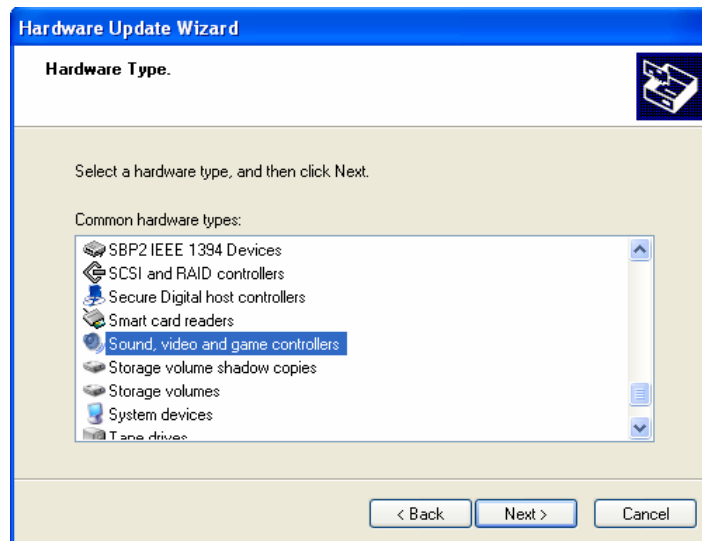 Hardware Update Wizard
Hardware Type.
Select a hardware type, and then click Next.
Common hardware types:
SBP2 IEEE 1394 Devices
SCSI and RAID controllers
Secure Digital host controllers
Smart card readers
Sound, video and game controllers
Storage volume shadow copies
Storage volumes
System devices
Tape drives
< Back Next > Cancel